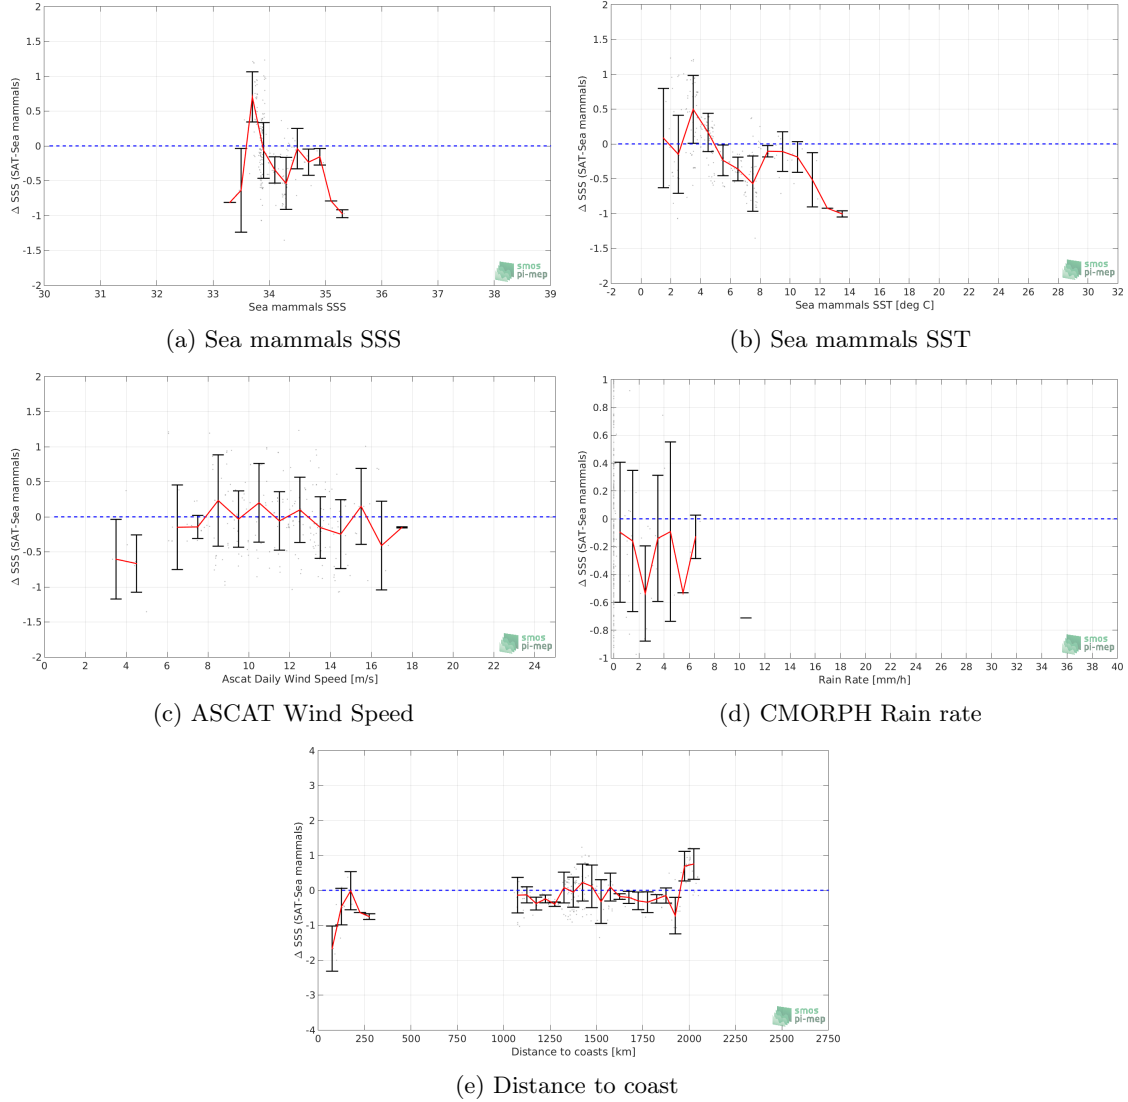 2
1.5
1
0.5
0
-0.5
-1
-1.5
-2
Δ SSS (SAT-Sea mammals)
30 31 32 33 34 35 36 37 38 39
Sea mammals SSS
smos
pi-mep
(a) Sea mammals SSS
2
1.5
1
0.5
0
-0.5
-1
-1.5
-2
Δ SSS (SAT-Sea mammals)
-2 0 2 4 6 8 10 12 14 16 18 20 22 24 26 28 30 32
Sea mammals SST [deg C]
smos
pi-mep
(b) Sea mammals SST
2
1.5
1
0.5
0
-0.5
-1
-1.5
-2
Δ SSS (SAT-Sea mammals)
0 2 4 6 8 10 12 14 16 18 20 22 24
Ascat Daily Wind Speed [m/s]
smos
pi-mep
(c) ASCAT Wind Speed
1
0.8
0.6
0.4
0.2
0
-0.2
-0.4
-0.6
-0.8
-1
Δ SSS (SAT-Sea mammals)
0 2 4 6 8 10 12 14 16 18 20 22 24 26 28 30 32 34 36 38 40
Rain Rate [mm/h]
smos
pi-mep
(d) CMORPH Rain rate
4
3
2
1
0
-1
-2
-3
-4
Δ SSS (SAT-Sea mammals)
0 250 500 750 1000 1250 1500 1750 2000 2250 2500 2750
Distance to coasts [km]
smos
pi-mep
(e) Distance to coast